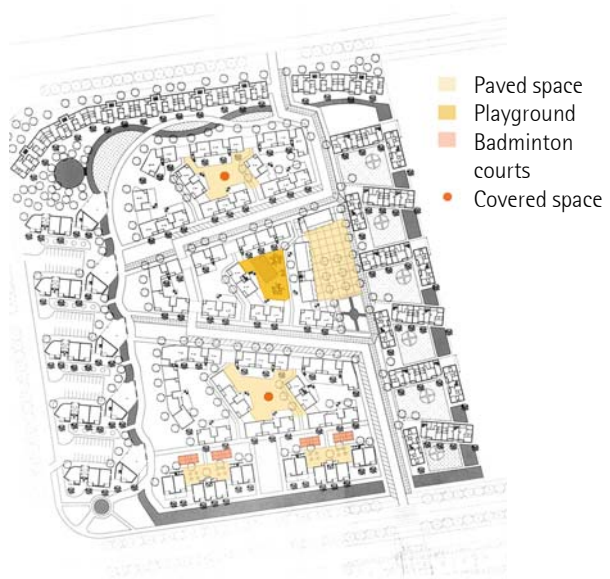 Paved space
Playground
Badminton
courts
Covered space